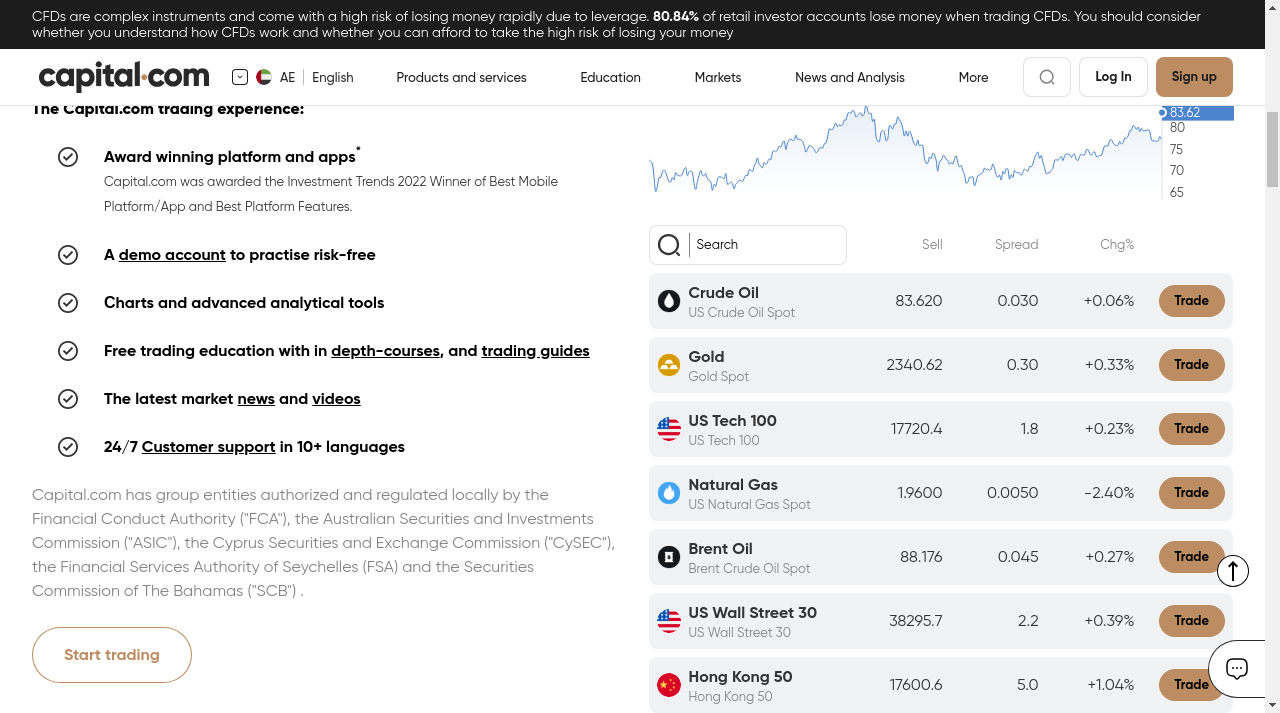 CFDs are complex instruments and come with a high risk of losing money rapidly due to leverage. 80.84% of retail investor accounts lose money when trading CFDs. You should consider
whether you understand how CFDs work and whether you can afford to take the high risk of losing your money
capital.com
AE English
Products and services
Education
Markets
News and Analysis
More
Log In
Sign up
The Capital.com trading experience:
Award winning platform and apps*
Capital.com was awarded the Investment Trends 2022 Winner of Best Mobile
Platform/App and Best Platform Features.
A demo account to practise risk-free
Charts and advanced analytical tools
Free trading education with in depth-courses, and trading guides
The latest market news and videos
24/7 Customer support in 10+ languages
Capital.com has group entities authorized and regulated locally by the
Financial Conduct Authority ("FCA"), the Australian Securities and Investments
Commission ("ASIC"), the Cyprus Securities and Exchange Commission ("CySEC"),
the Financial Services Authority of Seychelles (FSA) and the Securities
Commission of The Bahamas ("SCB") .
Start trading
83.62
80
75
70
65
Search Sell Spread Chg%
Crude Oil
US Crude Oil Spot
83.620 0.030 +0.06% Trade
Gold
Gold Spot
2340.62 0.30 +0.33% Trade
US Tech 100
US Tech 100
17720.4 1.8 +0.23% Trade
Natural Gas
US Natural Gas Spot
1.9600 0.0050 -2.40% Trade
Brent Oil
Brent Crude Oil Spot
88.176 0.045 +0.27% Trade
US Wall Street 30
US Wall Street 30
38295.7 2.2 +0.39% Trade
Hong Kong 50
Hong Kong 50
17600.6 5.0 +1.04% Trade